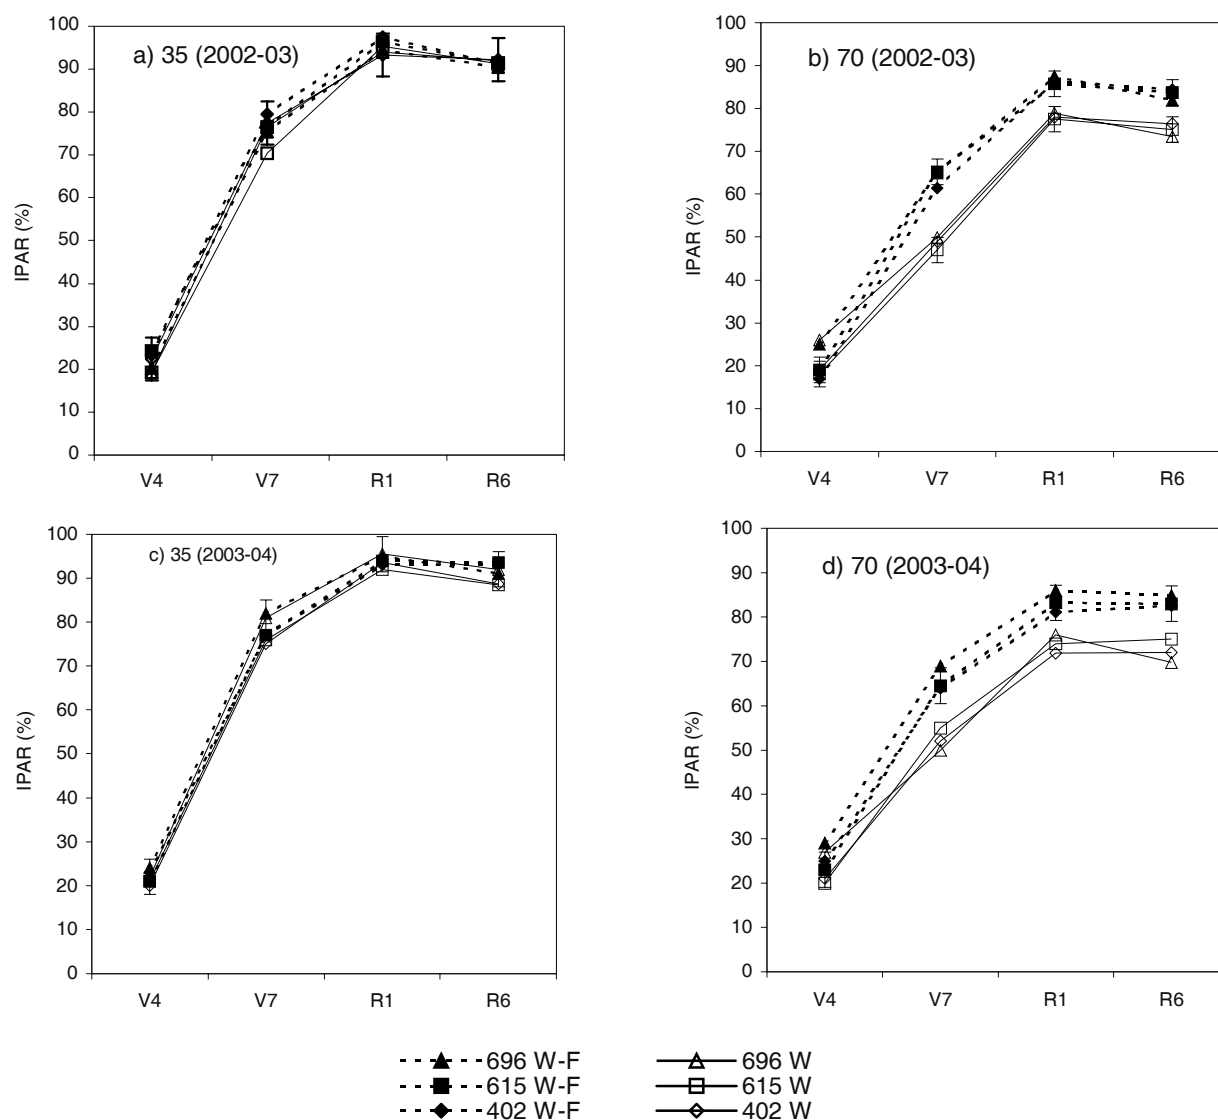 a) 35 (2002-03)
IPAR (%)
100
90
80
70
60
50
40
30
20
10
0
V4 V7 R1 R6
b) 70 (2002-03)
IPAR (%)
100
90
80
70
60
50
40
30
20
10
0
V4 V7 R1 R6
c) 35 (2003-04)
IPAR (%)
100
90
80
70
60
50
40
30
20
10
0
V4 V7 R1 R6
d) 70 (2003-04)
IPAR (%)
100
90
80
70
60
50
40
30
20
10
0
V4 V7 R1 R6
696 W-F 696 W
615 W-F 615 W
402 W-F 402 W